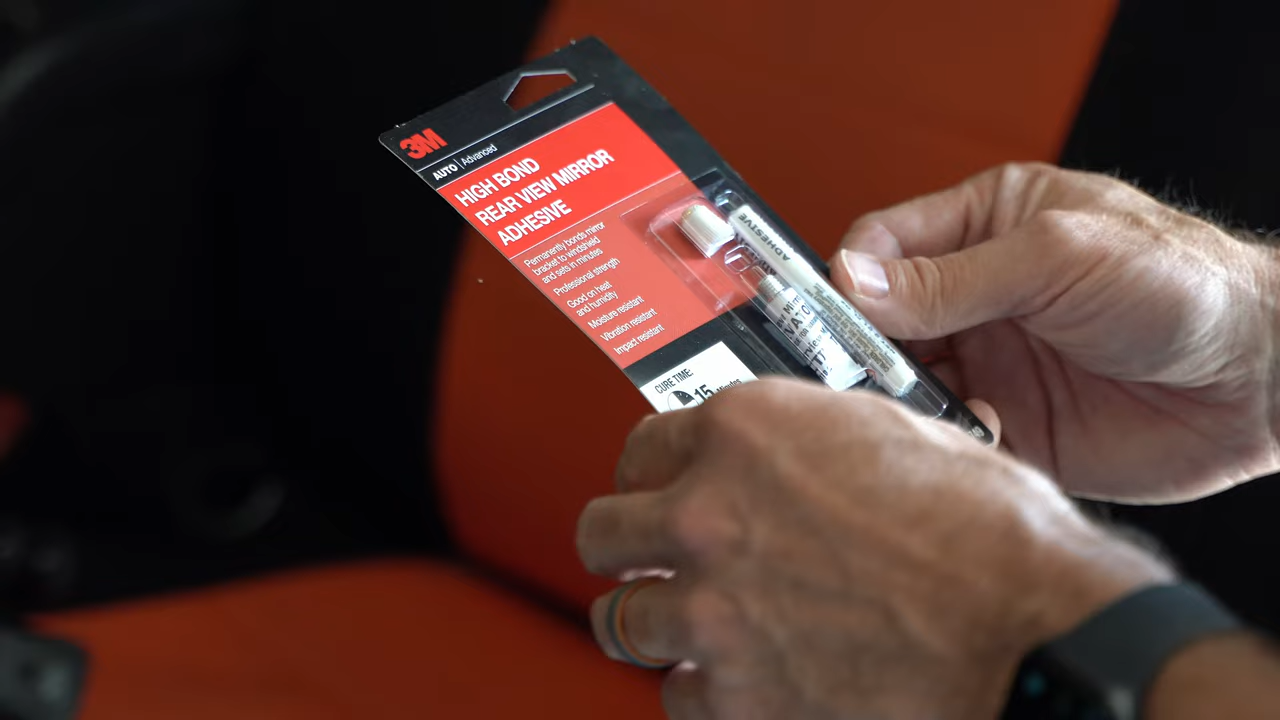 3M
AUTO | Advanced
HIGH BOND
REAR VIEW MIRROR
ADHESIVE
Permanently bonds mirror
bracket to windshield
and sets in minutes
Professional strength
Good on heat
and humidity
Moisture resistant
Vibration resistant
Impact resistant
CURE TIME:
15 Minutes
ADHESIVE